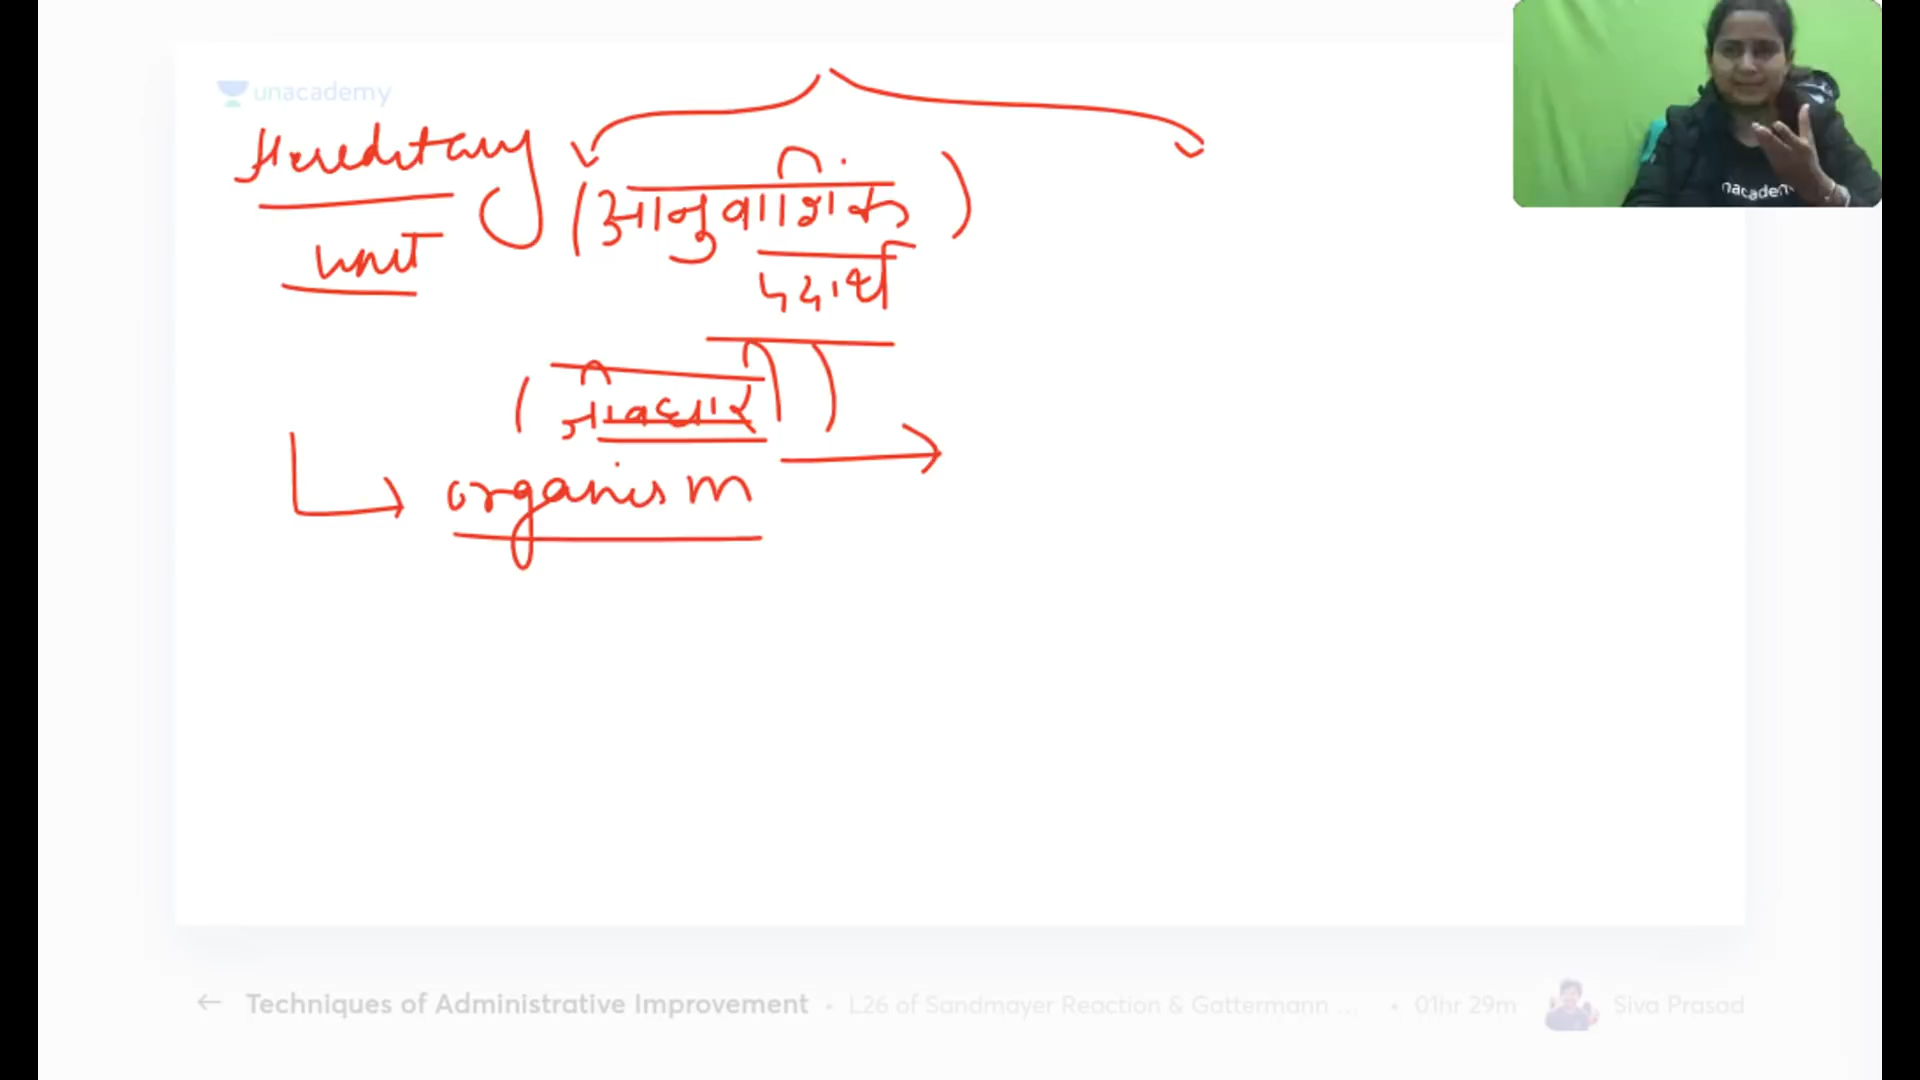 unacademy
Hereditary
unit
(आनुवांशिक)
पदार्थ
organism
nacadem
← Techniques of Administrative Improvement • L26 of Sandmayer Reaction & Gattermann ... • 01hr 29m Siva Prasad